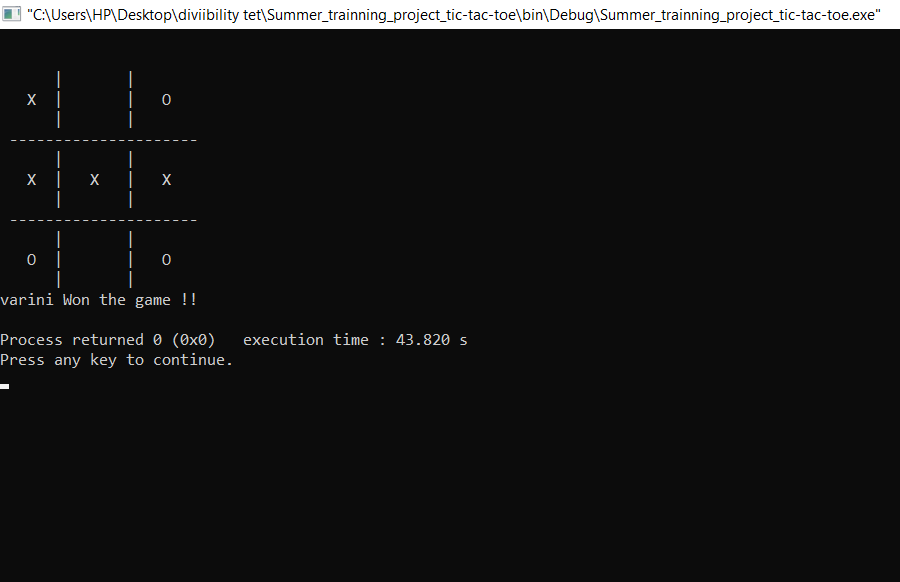 "C:\Users\HP\Desktop\diviibility tet\Summer_trainning_project_tic-tac-toe\bin\Debug\Summer_trainning_project_tic-tac-toe.exe"
| |
X | | O
| |
---------------------
| |
X | X | X
| |
---------------------
| |
O | | O
| |
varini Won the game !!
Process returned 0 (0x0) execution time : 43.820 s
Press any key to continue.